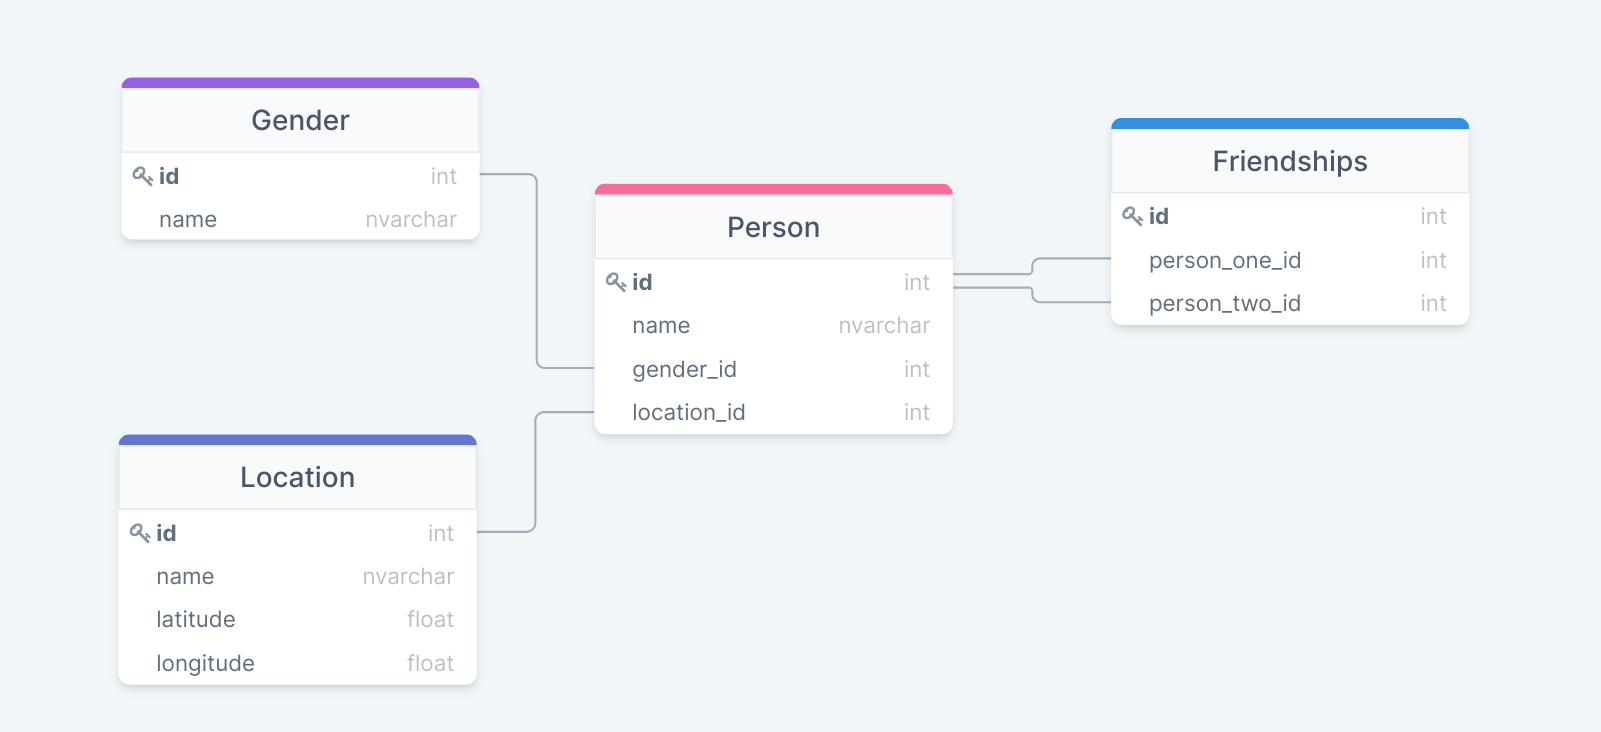 Gender
id int
name nvarchar
Person
id int
name nvarchar
gender_id int
location_id int
Friendships
id int
person_one_id int
person_two_id int
Location
id int
name nvarchar
latitude float
longitude float